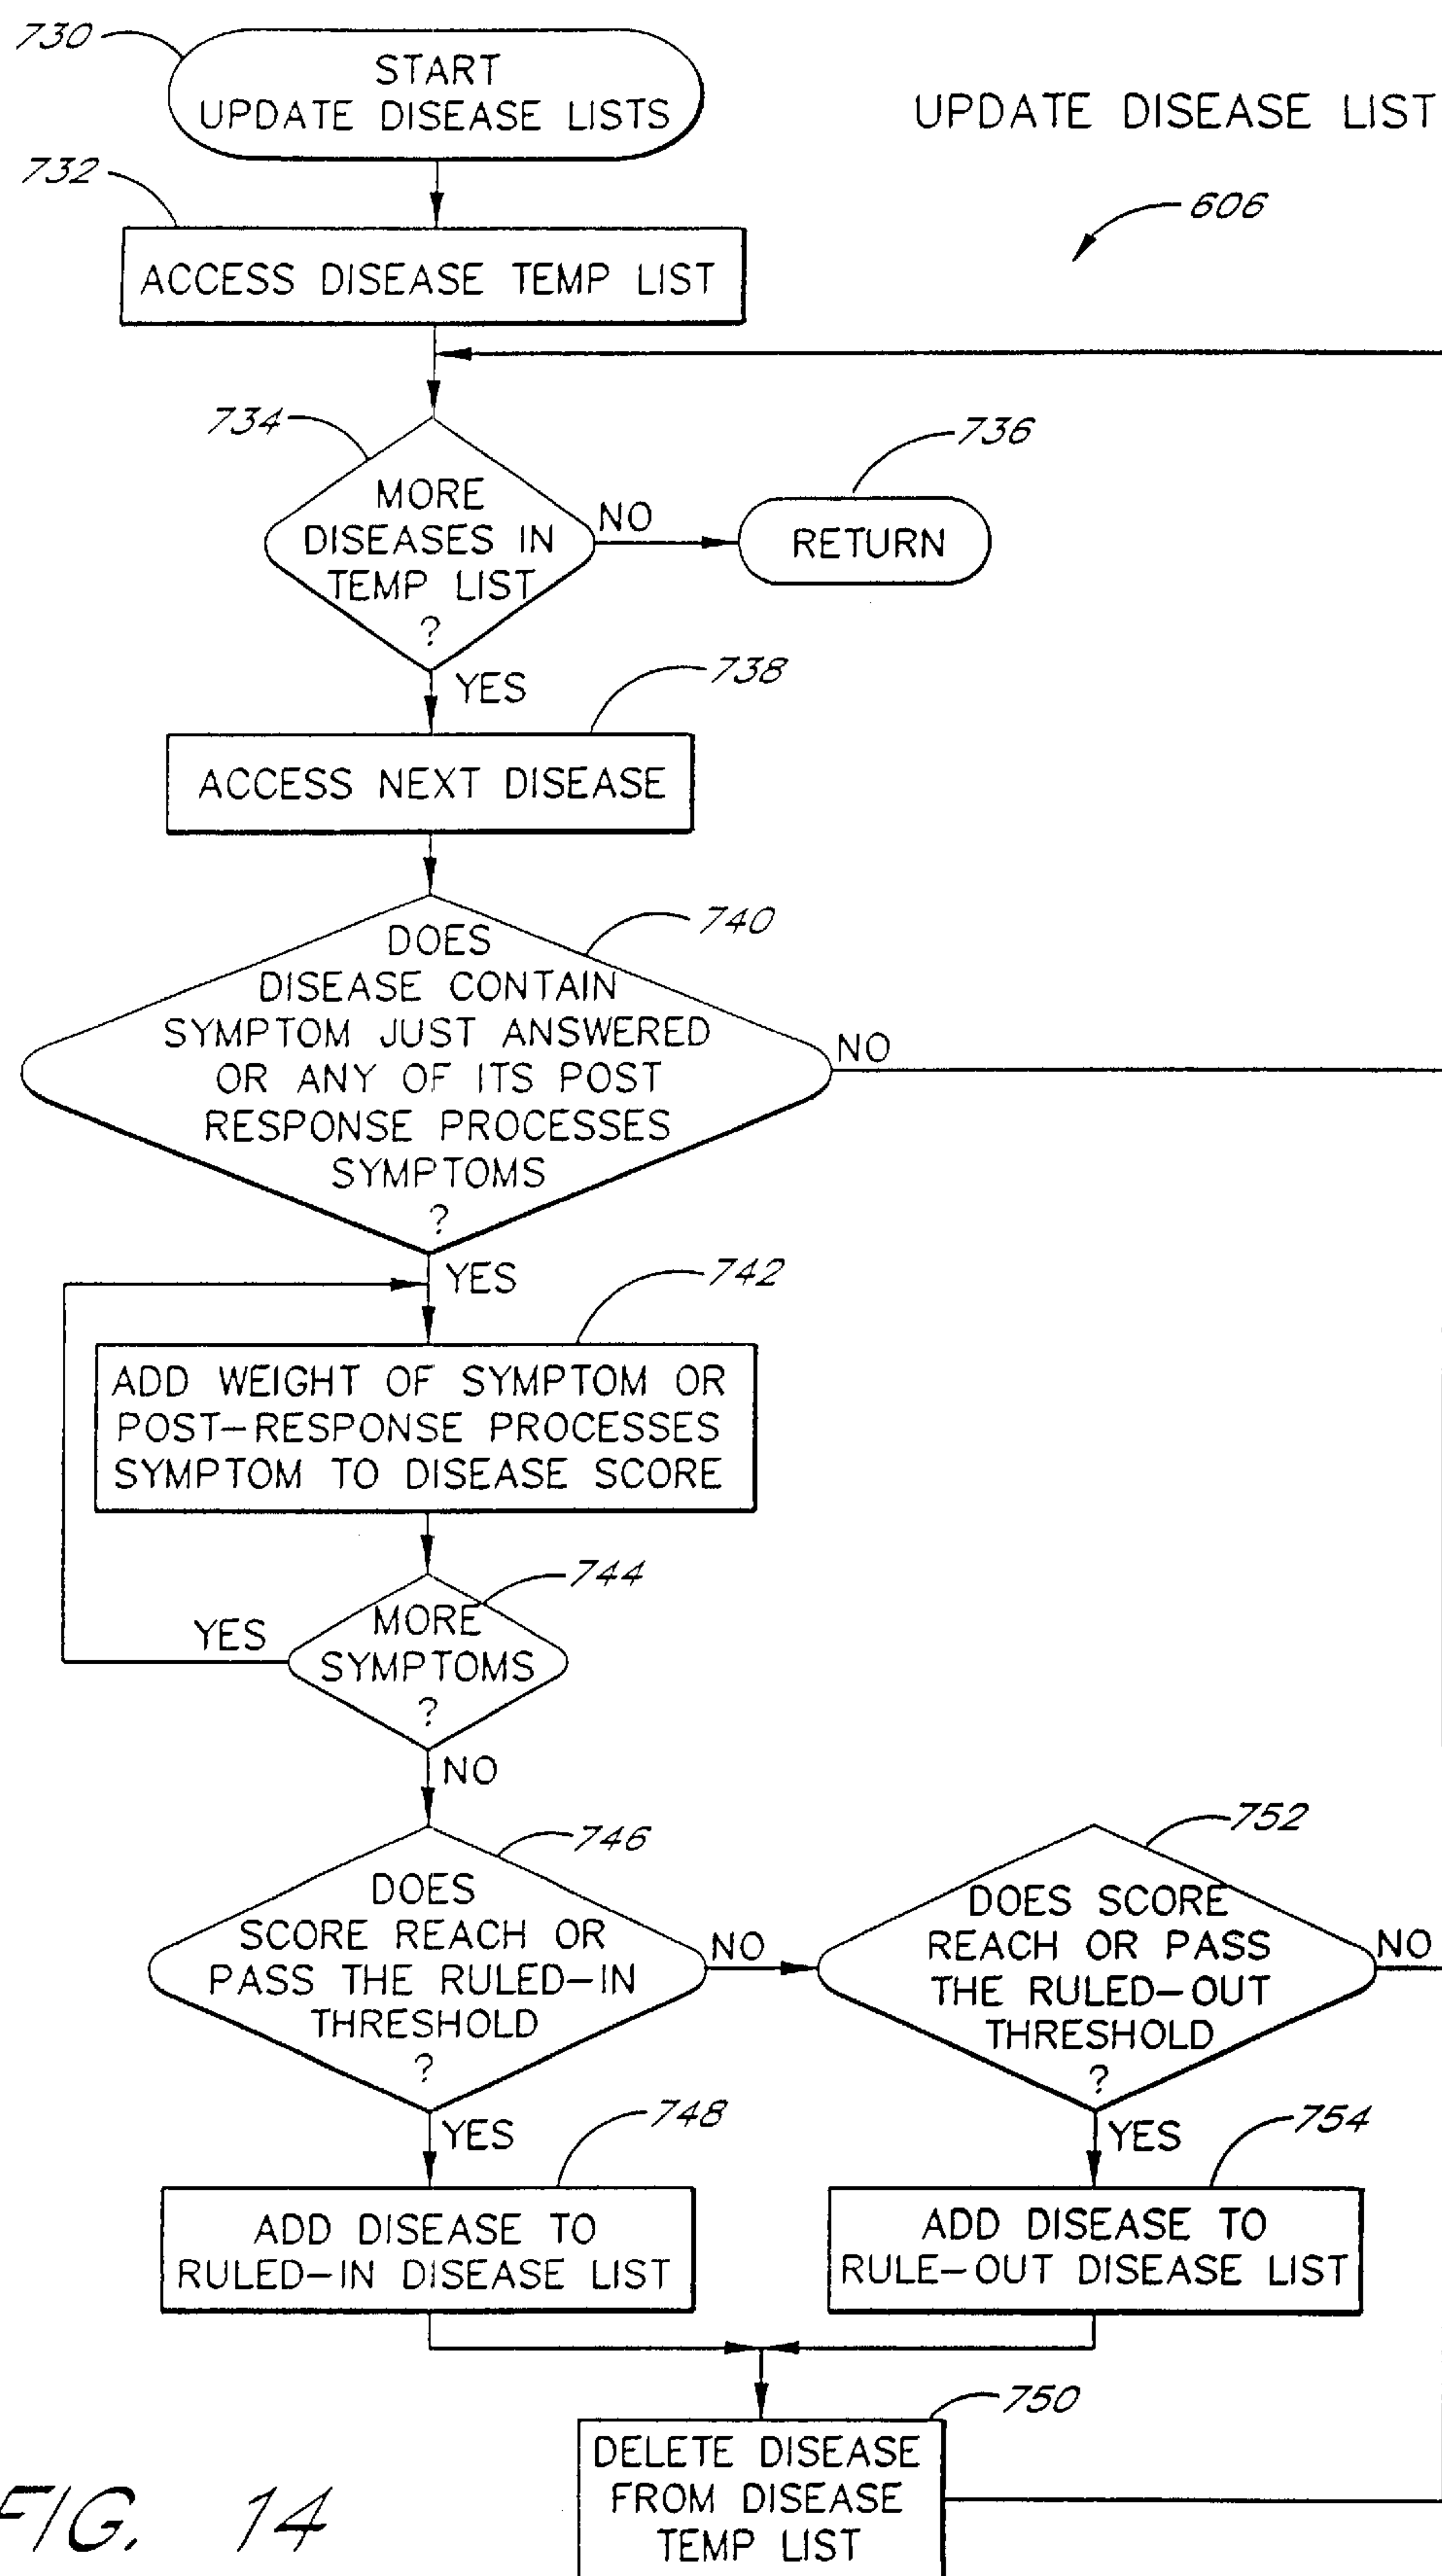 730
START
UPDATE DISEASE LISTS
UPDATE DISEASE LIST
732
606
ACCESS DISEASE TEMP LIST
734
736
MORE
DISEASES IN
TEMP LIST
?
NO
RETURN
YES
738
ACCESS NEXT DISEASE
740
DOES
DISEASE CONTAIN
SYMPTOM JUST ANSWERED
OR ANY OF ITS POST
RESPONSE PROCESSES
SYMPTOMS
?
NO
YES
742
ADD WEIGHT OF SYMPTOM OR
POST-RESPONSE PROCESSES
SYMPTOM TO DISEASE SCORE
744
YES
MORE
SYMPTOMS
?
NO
746
DOES
SCORE REACH OR
PASS THE RULED-IN
THRESHOLD
?
NO
752
DOES SCORE
REACH OR PASS
THE RULED-OUT
THRESHOLD
?
NO
YES
748
YES
754
ADD DISEASE TO
RULED-IN DISEASE LIST
ADD DISEASE TO
RULE-OUT DISEASE LIST
750
DELETE DISEASE
FROM DISEASE
TEMP LIST
FIG. 14